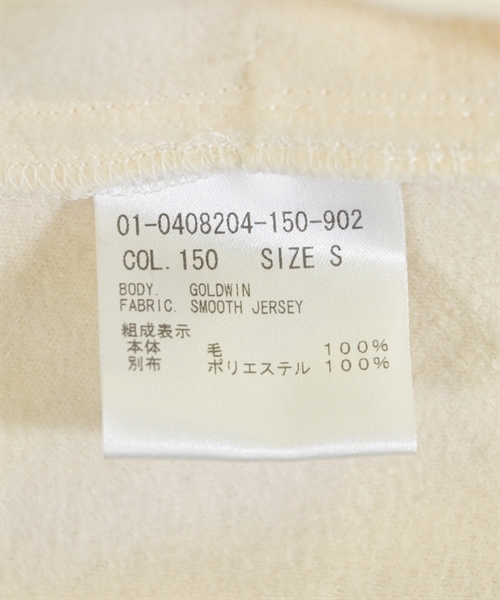 01-0408204-150-902
COL. 150 SIZE S
BODY. GOLDWIN
FABRIC. SMOOTH JERSEY
組成表示
本体 毛 100%
別布 ポリエステル 100%